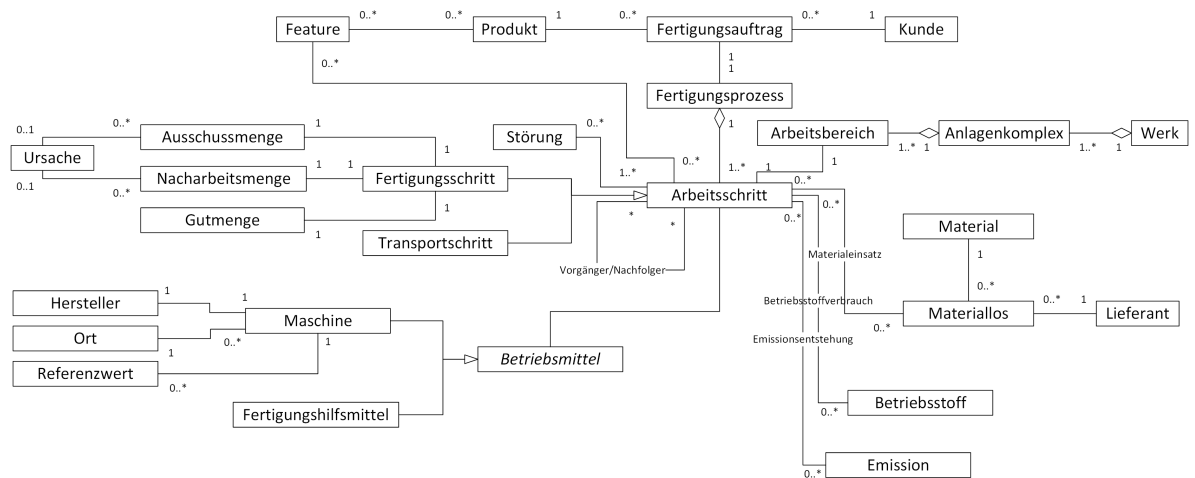 0..* 0..* 1 0..* 0..* 1
Feature Produkt Fertigungsauftrag Kunde
0..* 1
1
Fertigungsprozess
0..1 0..* Ausschussmenge 1 Störung 0..* 1 Arbeitsbereich Anlagenkomplex Werk
Ursache 1 1..* 1 1..* 1
0..1 0..* Nacharbeitsmenge 1 1 Fertigungsschritt 1..* 0..* 1..* 1 1 0..*
Gutmenge 1 1 Arbeitsschritt 0..* 0..*
Transportschritt * *
Material
Vorgänger/Nachfolger Materialeinsatz 1
0..*
Hersteller 1 1 Betriebsstoffverbrauch 0..* 1
Maschine Materiallos Lieferant
Ort 1 0..* 1 0..*
Emissionsentstehung
Betriebsmittel
Referenzwert 0..*
Fertigungshilfsmittel Betriebsstoff
0..*
Emission
0..*